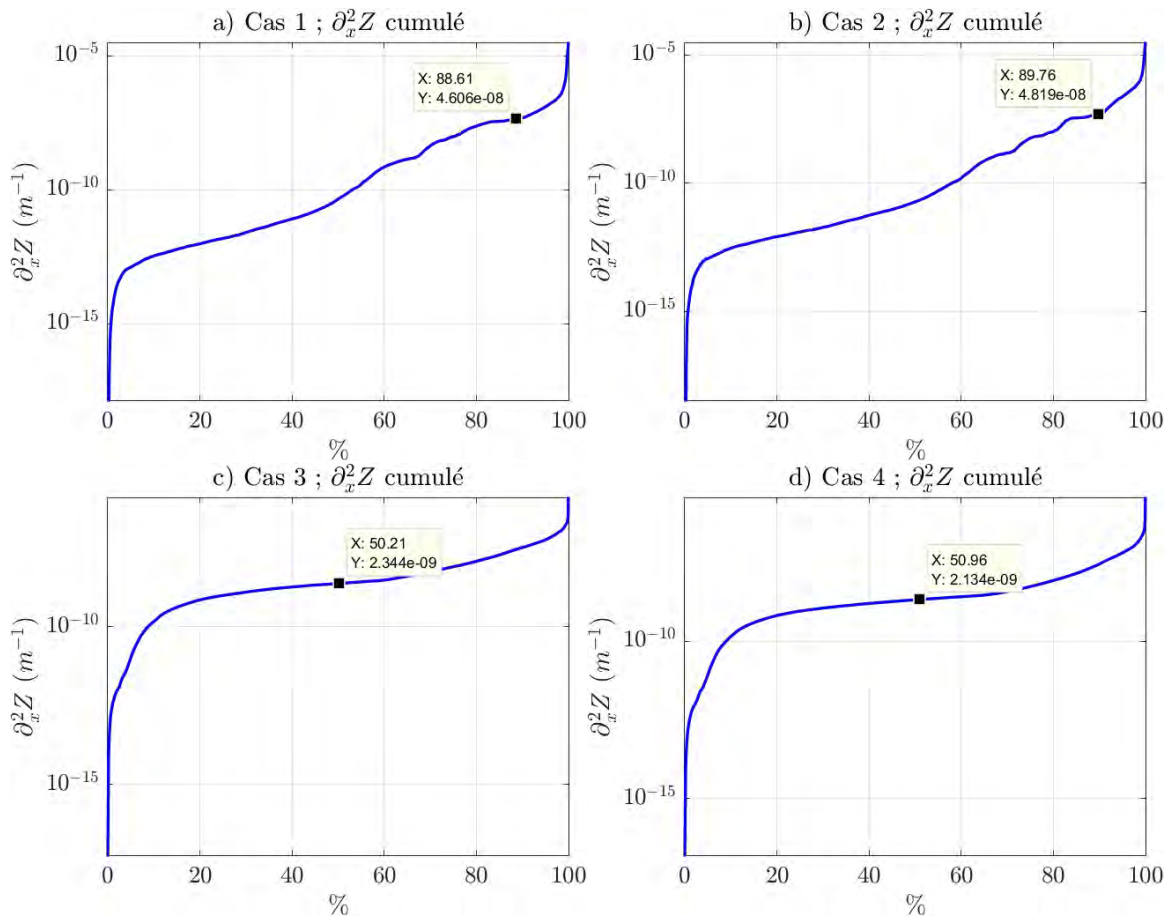 a) Cas 1 ; ∂²ₓZ cumulé
10⁻⁵
10⁻¹⁰
10⁻¹⁵
∂²ₓZ (m⁻¹)
X: 88.61
Y: 4.606e-08
0 20 40 60 80 100
%
b) Cas 2 ; ∂²ₓZ cumulé
10⁻⁵
10⁻¹⁰
10⁻¹⁵
∂²ₓZ (m⁻¹)
X: 89.76
Y: 4.819e-08
0 20 40 60 80 100
%
c) Cas 3 ; ∂²ₓZ cumulé
10⁻¹⁰
10⁻¹⁵
∂²ₓZ (m⁻¹)
X: 50.21
Y: 2.344e-09
0 20 40 60 80 100
%
d) Cas 4 ; ∂²ₓZ cumulé
10⁻¹⁰
10⁻¹⁵
∂²ₓZ (m⁻¹)
X: 50.96
Y: 2.134e-09
0 20 40 60 80 100
%